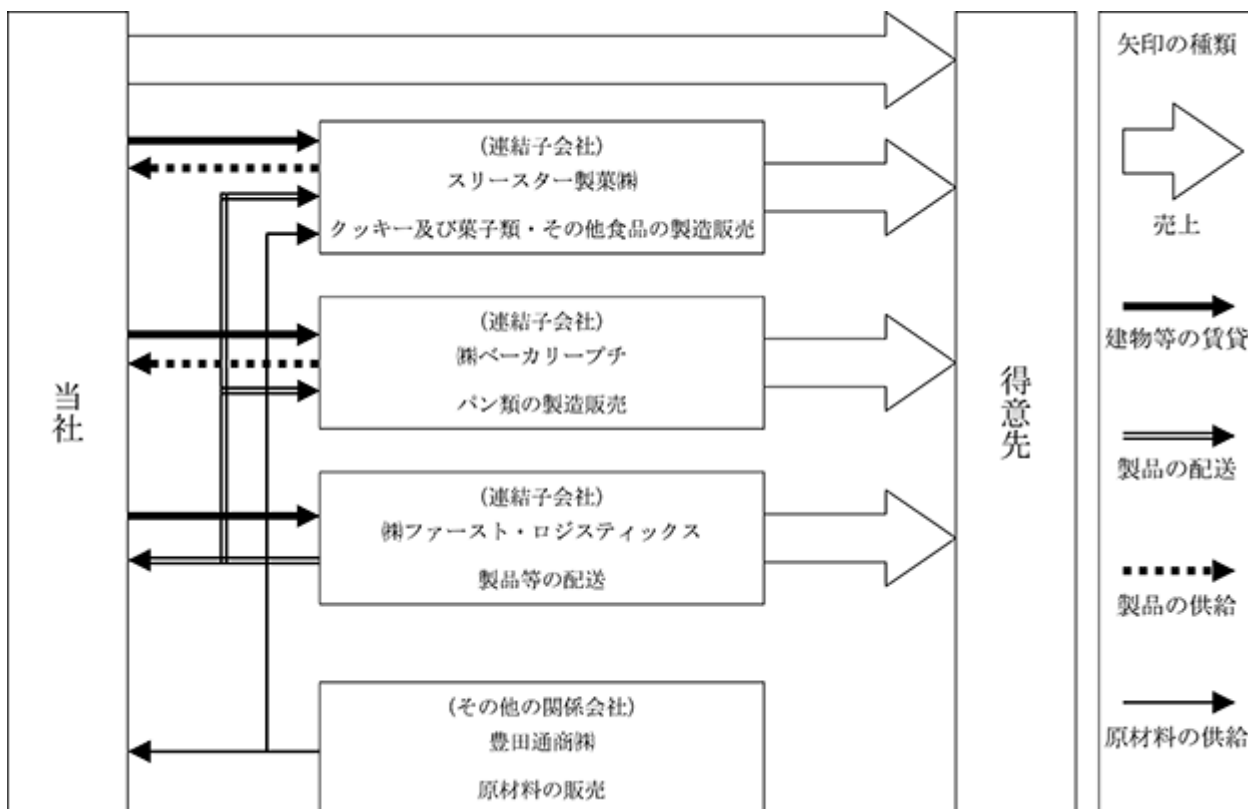 当社
(連結子会社)
スリースター製菓㈱
クッキー及び菓子類・その他食品の製造販売
(連結子会社)
㈱ベーカリープチ
パン類の製造販売
(連結子会社)
㈱ファースト・ロジスティックス
製品等の配送
(その他の関係会社)
豊田通商㈱
原材料の販売
得意先
矢印の種類
売上
建物等の賃貸
製品の配送
製品の供給
原材料の供給